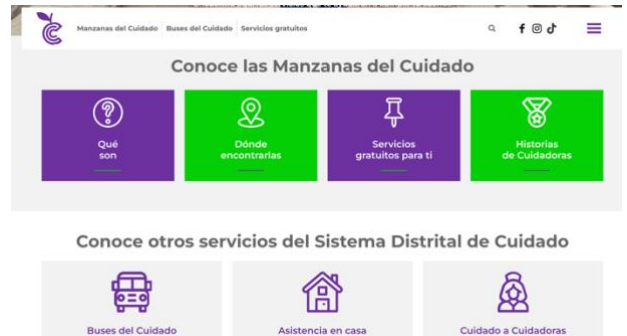 Manzanas del Cuidado Buses del Cuidado Servicios gratuitos
Conoce las Manzanas del Cuidado
Qué
son
Dónde
encontrarlas
Servicios
gratuitos para ti
Historias
de Cuidadoras
Conoce otros servicios del Sistema Distrital de Cuidado
Buses del Cuidado
Asistencia en casa
Cuidado a Cuidadoras